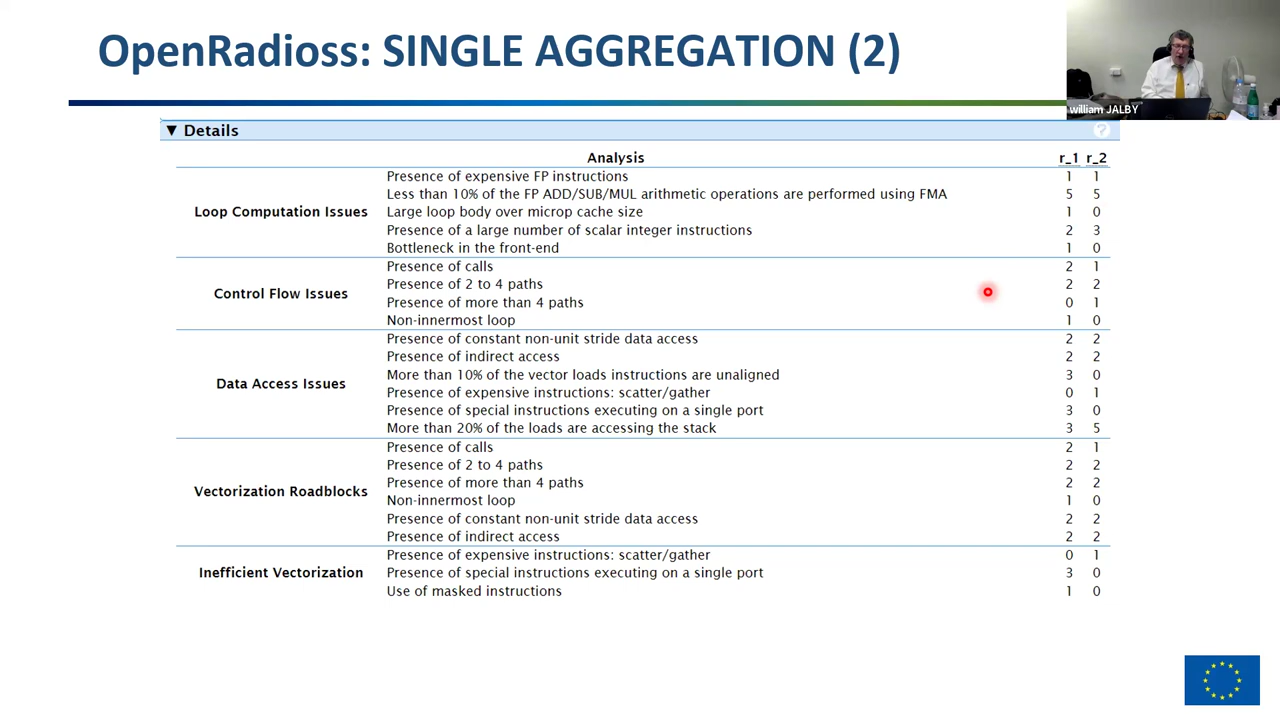 OpenRadioss: SINGLE AGGREGATION (2)
william JALBY
▼ Details ?
Analysis r_1 r_2
Loop Computation Issues
Presence of expensive FP instructions 1 1
Less than 10% of the FP ADD/SUB/MUL arithmetic operations are performed using FMA 5 5
Large loop body over microp cache size 1 0
Presence of a large number of scalar integer instructions 2 3
Bottleneck in the front-end 1 0
Control Flow Issues
Presence of calls 2 1
Presence of 2 to 4 paths 2 2
Presence of more than 4 paths 0 1
Non-innermost loop 1 0
Data Access Issues
Presence of constant non-unit stride data access 2 2
Presence of indirect access 2 2
More than 10% of the vector loads instructions are unaligned 3 0
Presence of expensive instructions: scatter/gather 0 1
Presence of special instructions executing on a single port 3 0
More than 20% of the loads are accessing the stack 3 5
Vectorization Roadblocks
Presence of calls 2 1
Presence of 2 to 4 paths 2 2
Presence of more than 4 paths 2 2
Non-innermost loop 1 0
Presence of constant non-unit stride data access 2 2
Presence of indirect access 2 2
Inefficient Vectorization
Presence of expensive instructions: scatter/gather 0 1
Presence of special instructions executing on a single port 3 0
Use of masked instructions 1 0